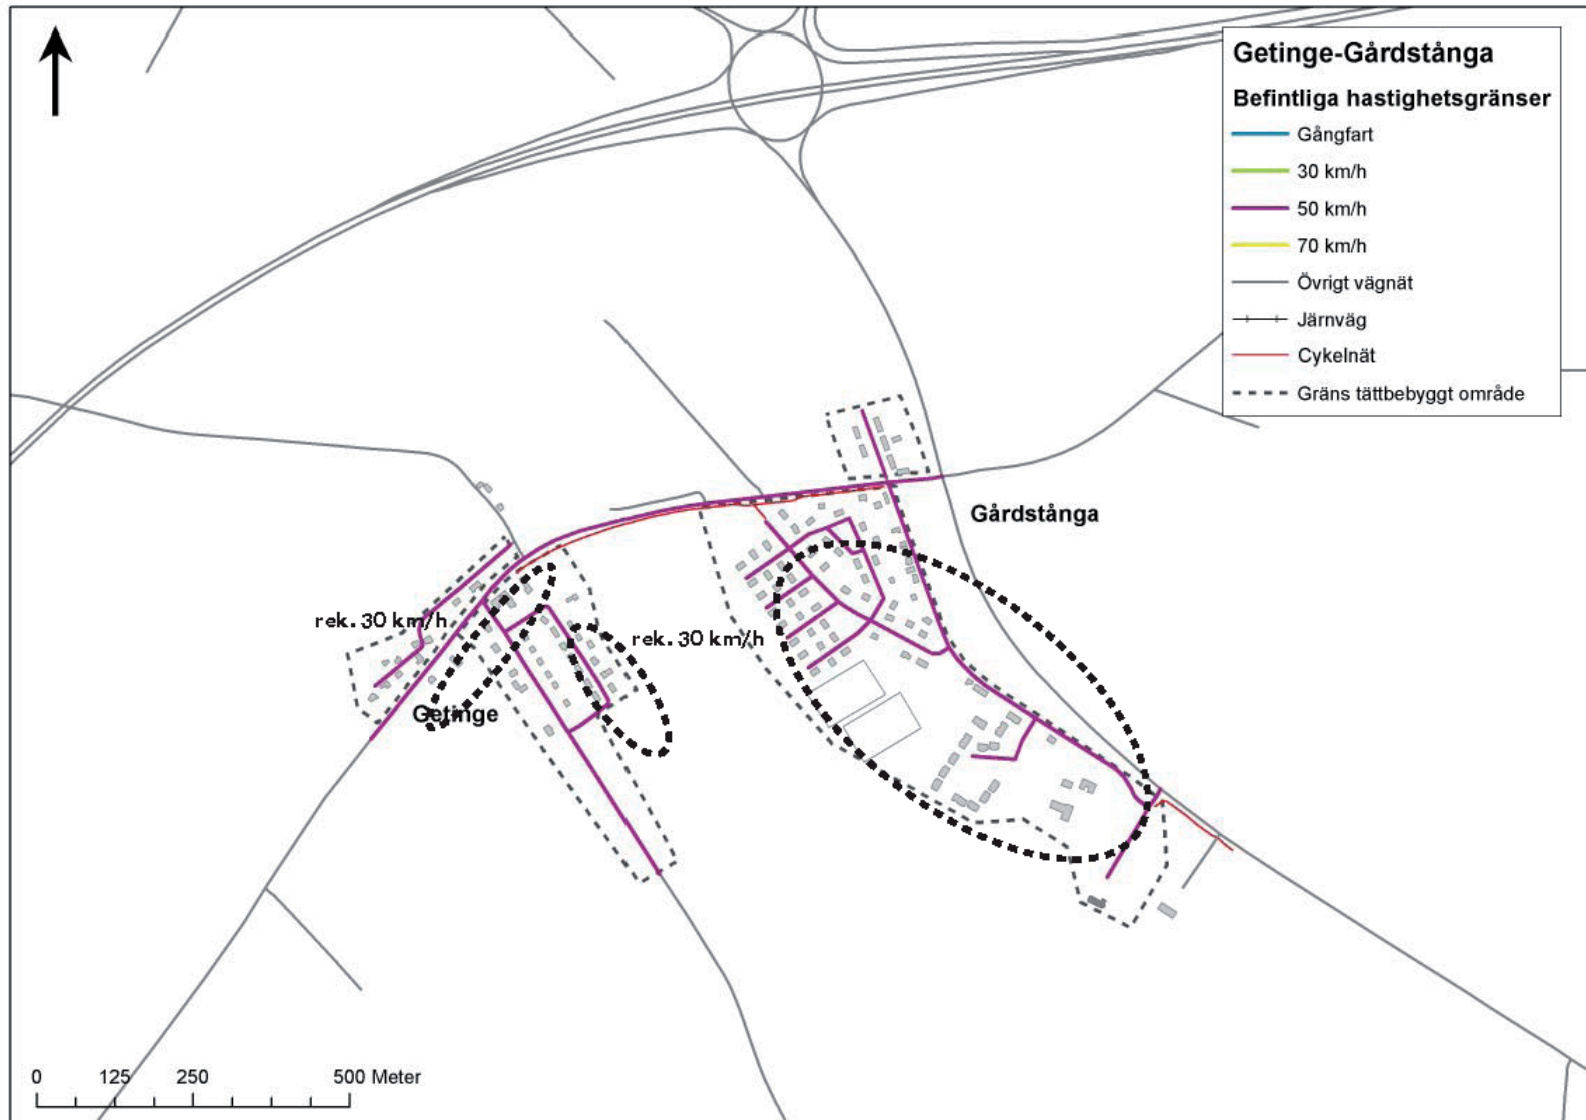 Getinge-Gårdstånga
Befintliga hastighetsgränser
Gångfart
30 km/h
50 km/h
70 km/h
Övrigt vägnät
Järnväg
Cykelnät
Gräns tättbebyggt område
Gårdstånga
rek. 30 km/h
rek. 30 km/h
Getinge
0 125 250 500 Meter